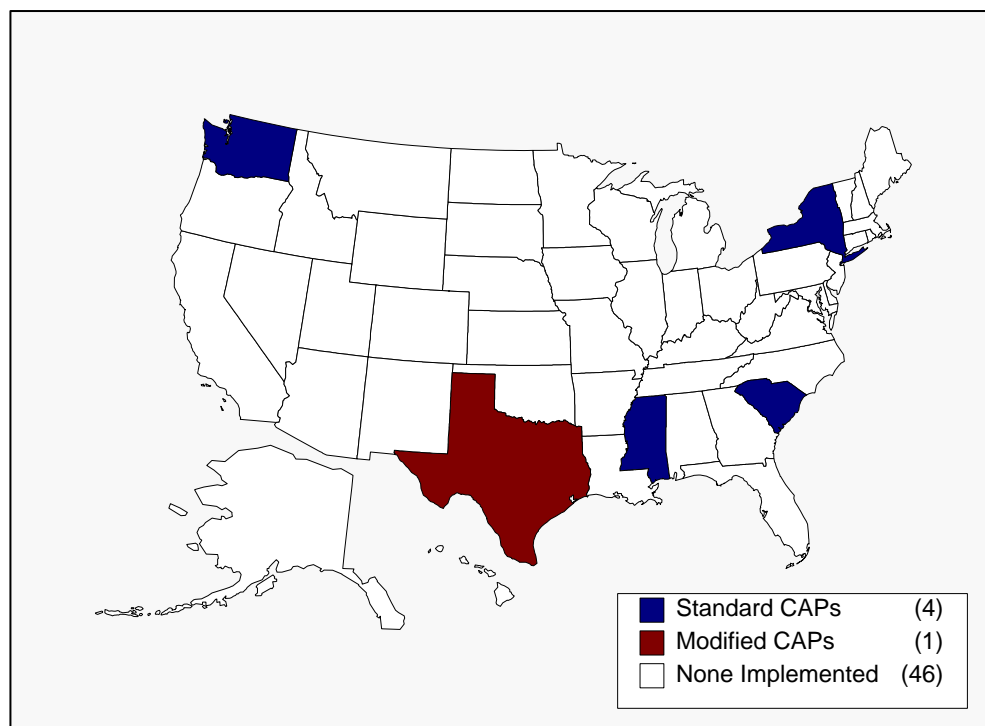 Standard CAPs (4)
Modified CAPs (1)
None Implemented (46)